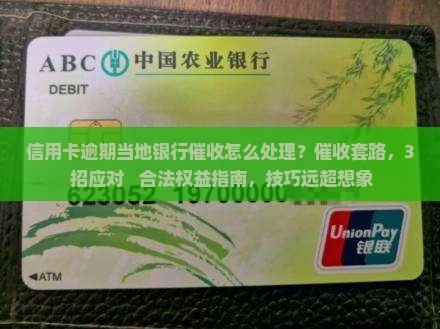 ABC 中国农业银行
DEBIT
信用卡逾期当地银行催收怎么处理？催收套路，3
招应对 合法权益指南，技巧远超想象
623052 19700000
UnionPay
银联
◀ATM